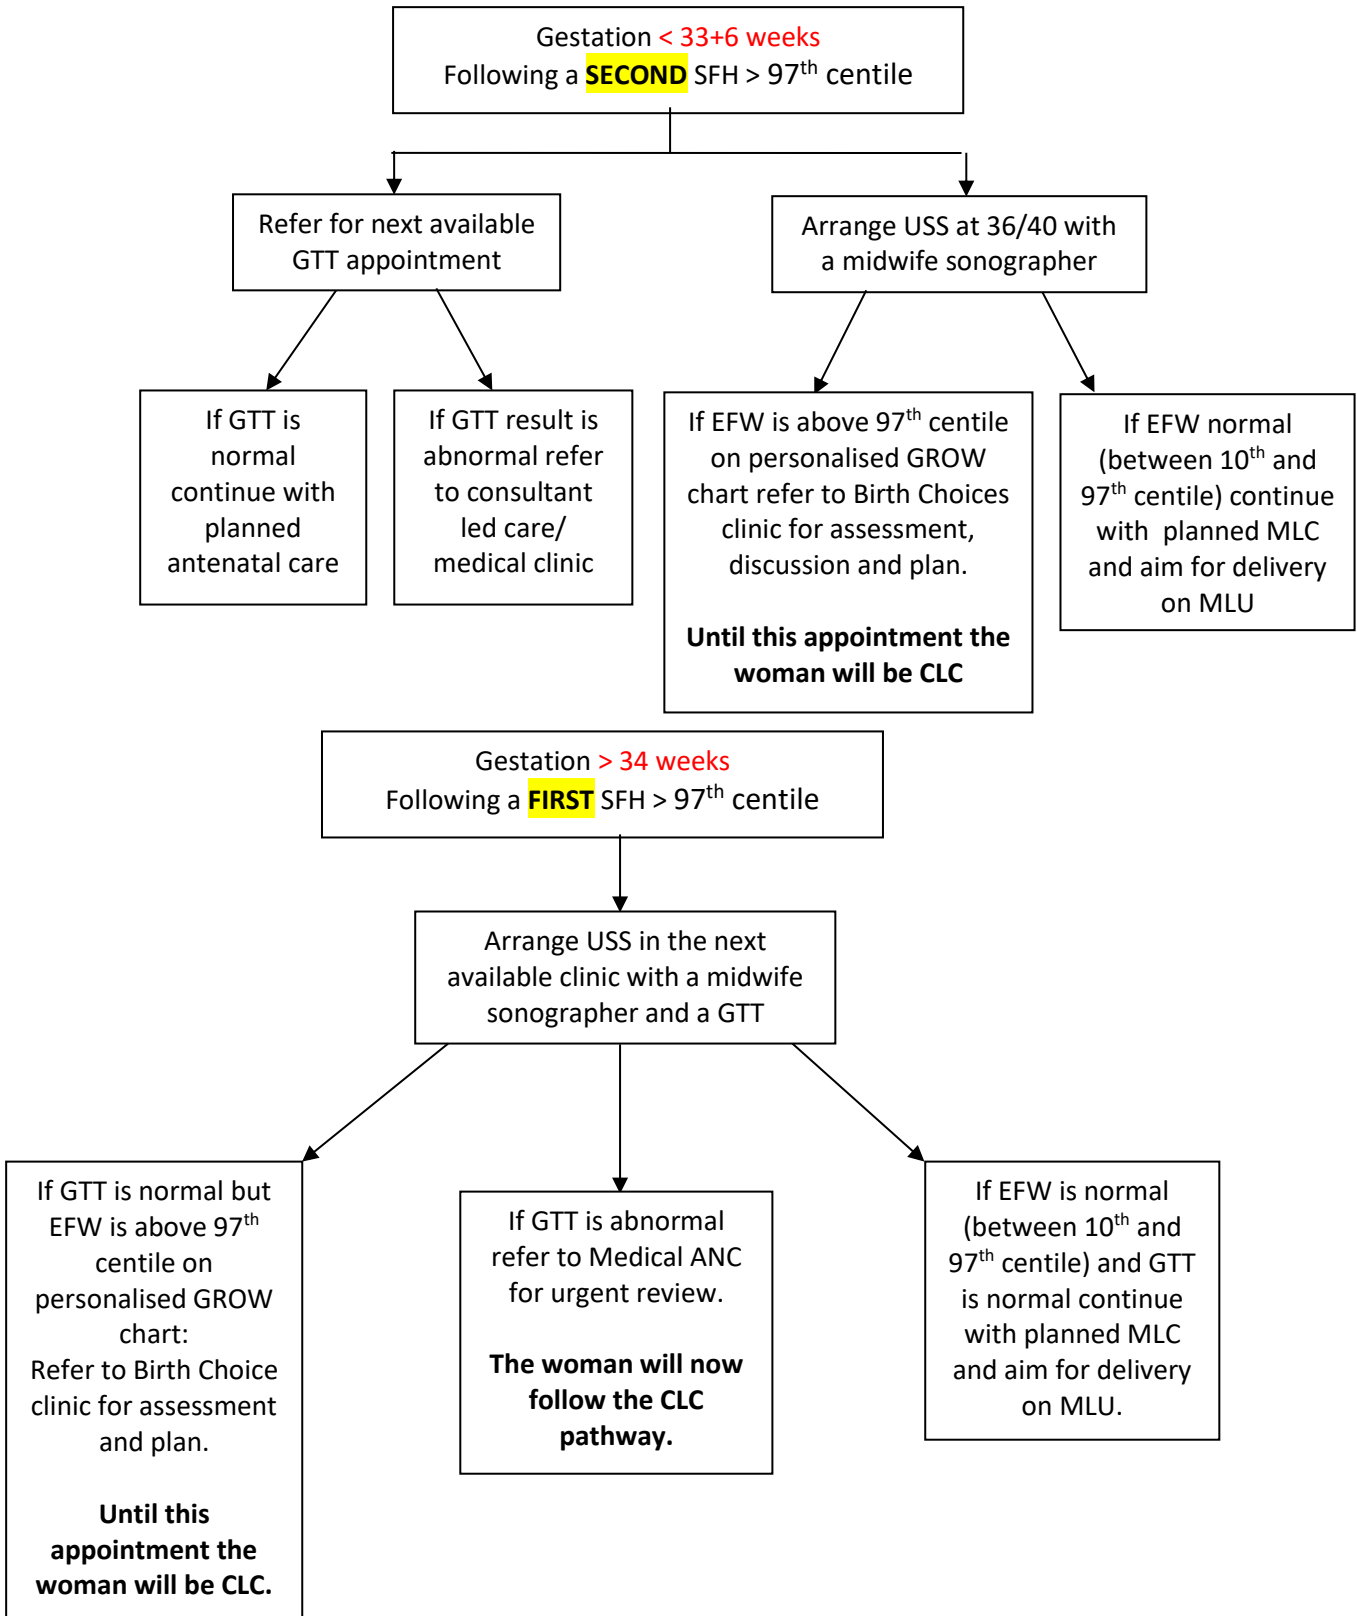 Gestation < 33+6 weeks
Following a SECOND SFH > 97th centile
Refer for next available
GTT appointment
Arrange USS at 36/40 with
a midwife sonographer
If GTT is
normal
continue with
planned
antenatal care
If GTT result is
abnormal refer
to consultant
led care/
medical clinic
If EFW is above 97th centile
on personalised GROW
chart refer to Birth Choices
clinic for assessment,
discussion and plan.
Until this appointment the
woman will be CLC
If EFW normal
(between 10th and
97th centile) continue
with planned MLC
and aim for delivery
on MLU
Gestation > 34 weeks
Following a FIRST SFH > 97th centile
Arrange USS in the next
available clinic with a midwife
sonographer and a GTT
If GTT is normal but
EFW is above 97th
centile on
personalised GROW
chart:
Refer to Birth Choice
clinic for assessment
and plan.
Until this
appointment the
woman will be CLC.
If GTT is abnormal
refer to Medical ANC
for urgent review.
The woman will now
follow the CLC
pathway.
If EFW is normal
(between 10th and
97th centile) and GTT
is normal continue
with planned MLC
and aim for delivery
on MLU.